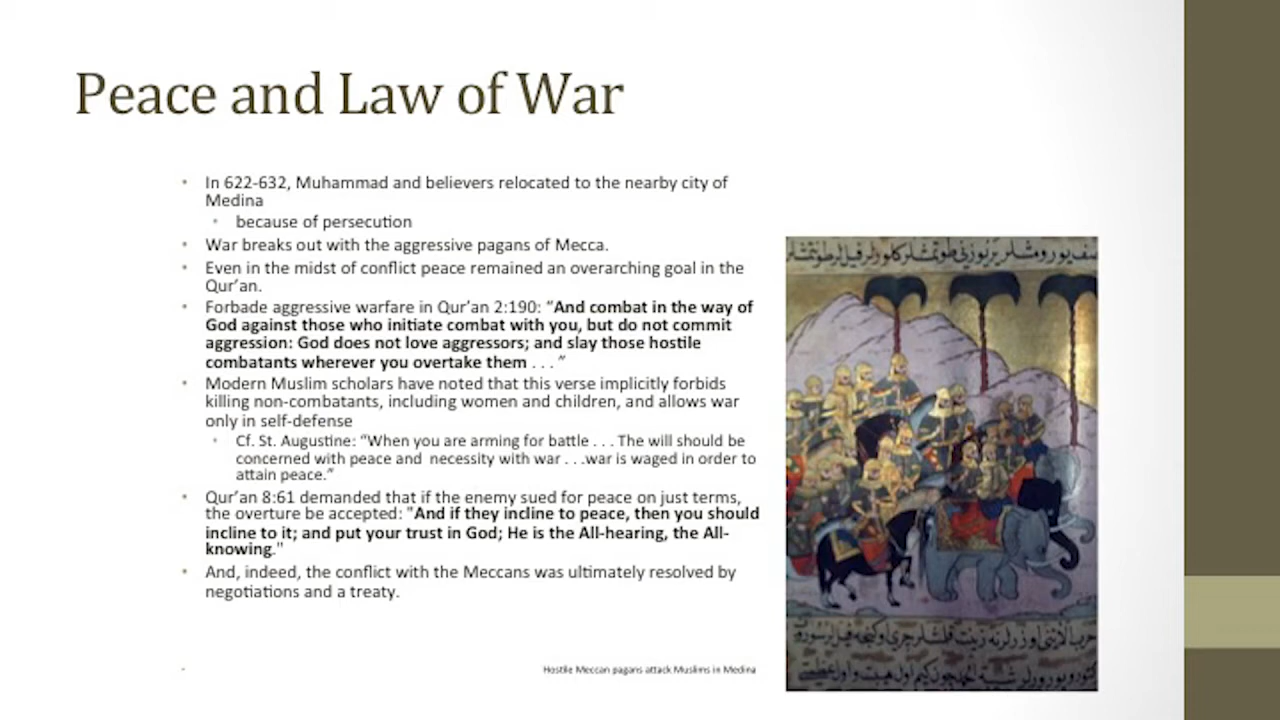 Peace and Law of War
• In 622-632, Muhammad and believers relocated to the nearby city of
Medina
• because of persecution
• War breaks out with the aggressive pagans of Mecca.
• Even in the midst of conflict peace remained an overarching goal in the
Qur’an.
• Forbade aggressive warfare in Qur’an 2:190: “And combat in the way of
God against those who initiate combat with you, but do not commit
aggression: God does not love aggressors; and slay those hostile
combatants wherever you overtake them . . . ”
• Modern Muslim scholars have noted that this verse implicitly forbids
killing non-combatants, including women and children, and allows war
only in self-defense
• Cf. St. Augustine: “When you are arming for battle . . . The will should be
concerned with peace and necessity with war . . .war is waged in order to
attain peace.”
• Qur’an 8:61 demanded that if the enemy sued for peace on just terms,
the overture be accepted: "And if they incline to peace, then you should
incline to it; and put your trust in God; He is the All-hearing, the All-
knowing."
• And, indeed, the conflict with the Meccans was ultimately resolved by
negotiations and a treaty.
Hostile Meccan pagans attack Muslims in Medina